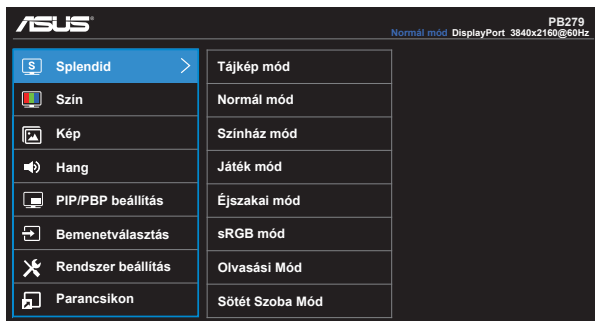 ASUS
PB279
Normál mód DisplayPort 3840x2160@60Hz
S Splendid
Szín
Kép
Hang
PIP/PBP beállítás
Bemenetválasztás
Rendszer beállítás
Parancsikon
Tájkép mód
Normál mód
Színház mód
Játék mód
Éjszakai mód
sRGB mód
Olvasási Mód
Sötét Szoba Mód